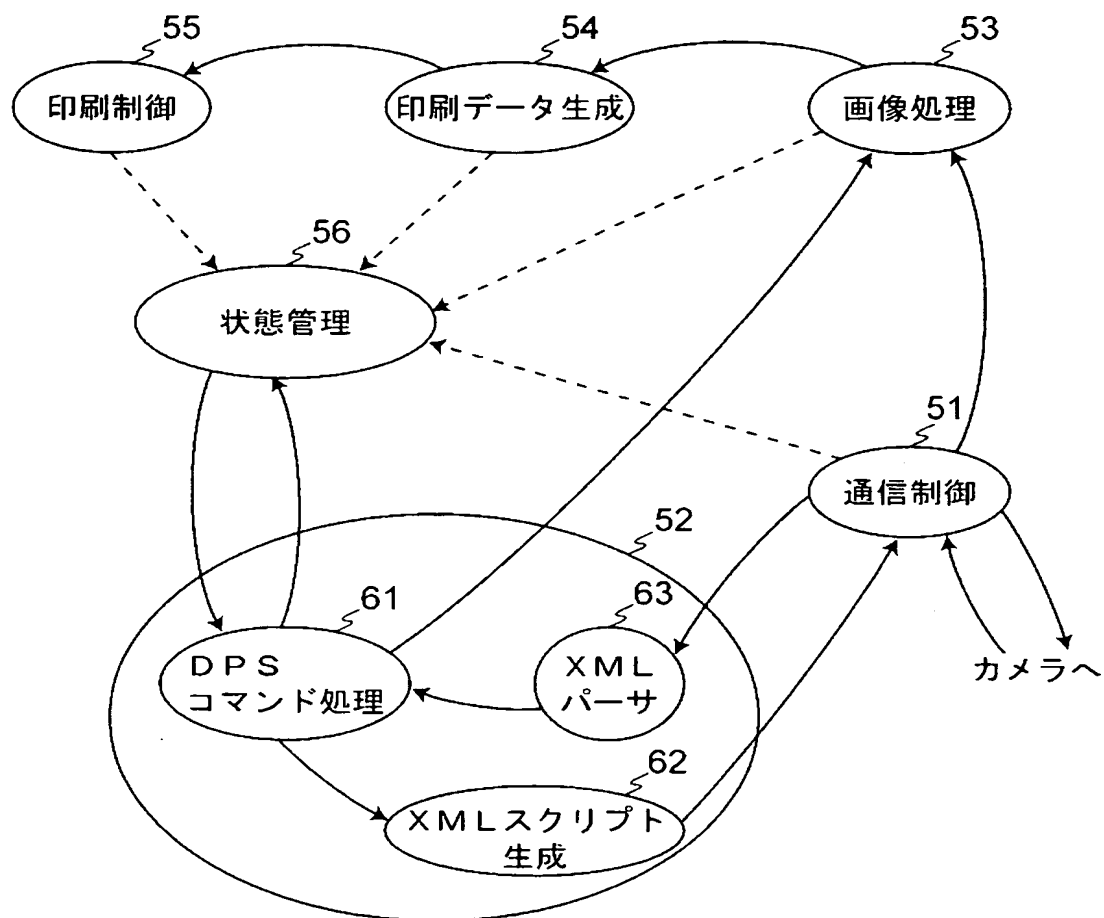 55
54
53
印刷制御
印刷データ生成
画像処理
56
状態管理
51
通信制御
52
61
63
ＤＰＳ
コマンド処理
ＸＭＬ
パーサ
カメラへ
62
ＸＭＬスクリプト
生成